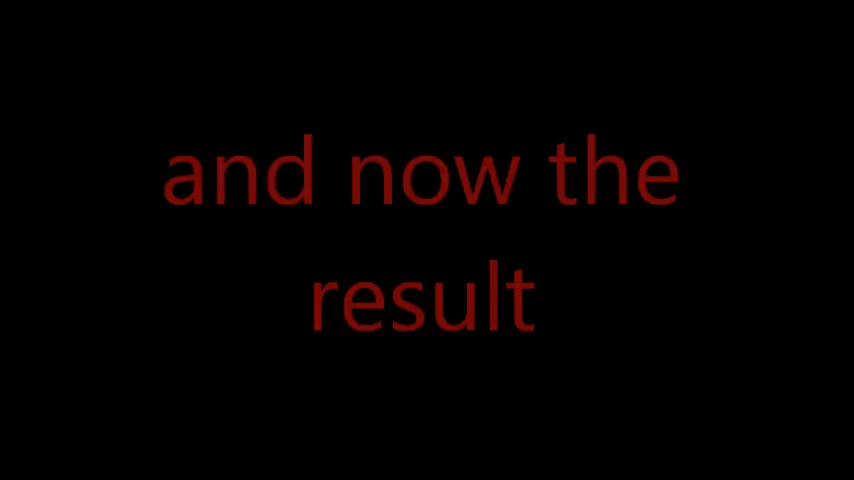 and now the
result